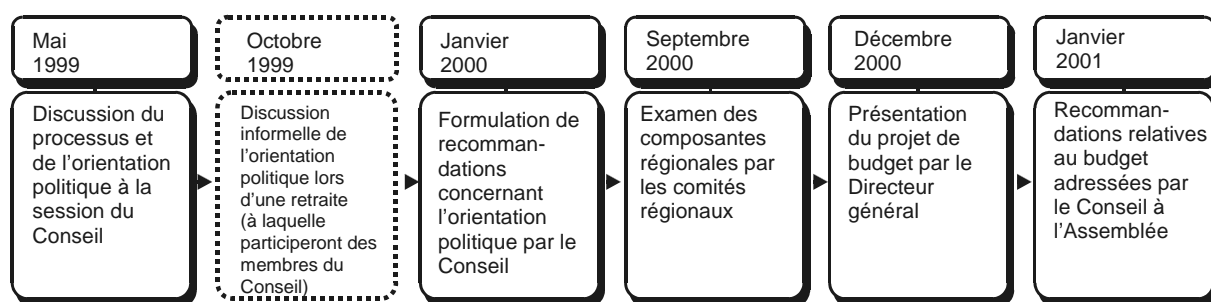 Mai
1999
Discussion du
processus et
de l'orientation
politique à la
session du
Conseil
Octobre
1999
Discussion
informelle de
l'orientation
politique lors
d'une retraite
(à laquelle
participeront des
membres du
Conseil)
Janvier
2000
Formulation de
recomman-
dations
concernant
l'orientation
politique par le
Conseil
Septembre
2000
Examen des
composantes
régionales par
les comités
régionaux
Décembre
2000
Présentation
du projet de
budget par le
Directeur
général
Janvier
2001
Recomman-
dations relatives
au budget
adressées par
le Conseil à
l'Assemblée